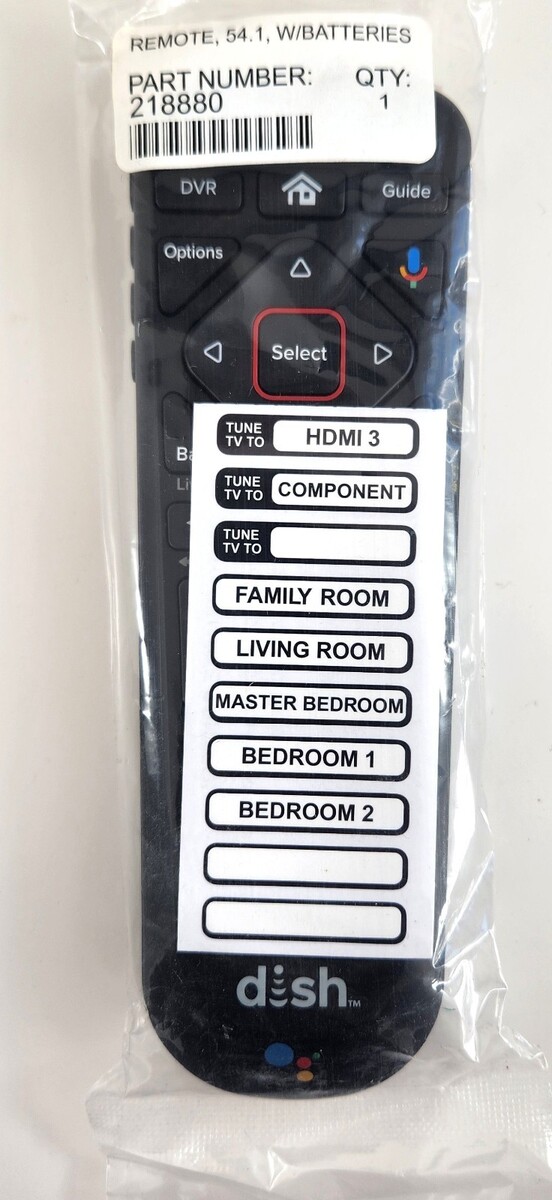 REMOTE, 54.1, W/BATTERIES
PART NUMBER: QTY:
218880 1
DVR Guide
Options
Select
TUNE TV TO HDMI 3
TUNE TV TO COMPONENT
TUNE TV TO
FAMILY ROOM
LIVING ROOM
MASTER BEDROOM
BEDROOM 1
BEDROOM 2
dish™